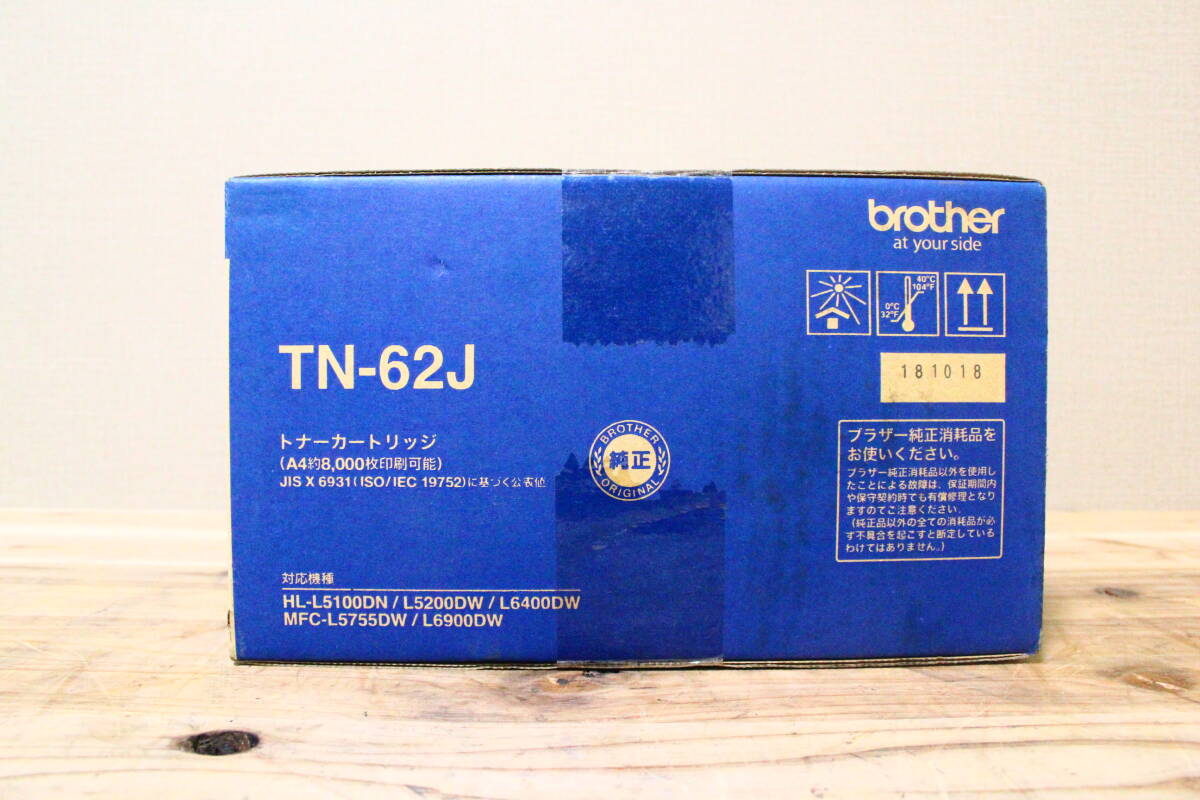 brother
at your side
40°C
104°F
0°C
32°F
181018
TN-62J
トナーカートリッジ
(A4約8,000枚印刷可能)
JIS X 6931(ISO/IEC 19752)に基づく公表値
BROTHER
純正
ORIGINAL
ブラザー純正消耗品を
お使いください。
ブラザー純正消耗品以外を使用し
たことによる故障は、保証期間内
や保守契約時でも有償修理となり
ますのでご注意ください。
(純正品以外の全ての消耗品が必
ず不具合を起こすと断定している
わけではありません。)
対応機種
HL-L5100DN / L5200DW / L6400DW
MFC-L5755DW / L6900DW